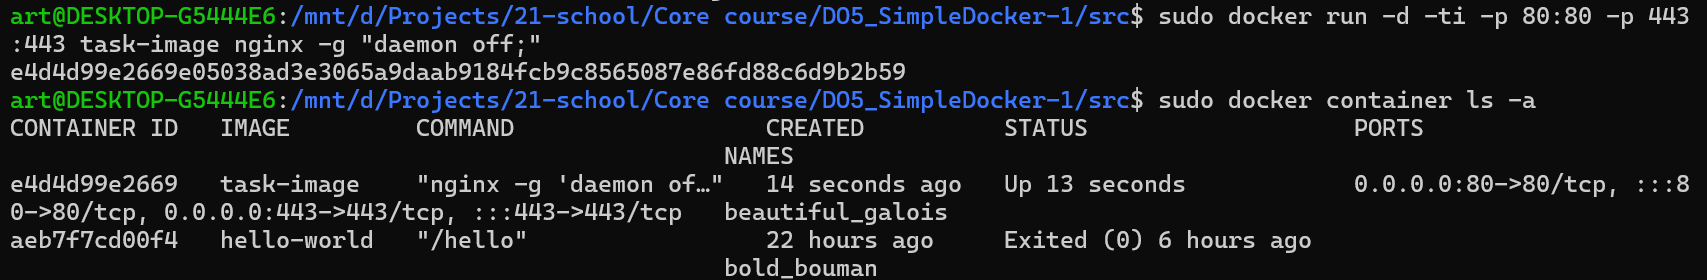 art@DESKTOP-G5444E6:/mnt/d/Projects/21-school/Core course/DO5_SimpleDocker-1/src$ sudo docker run -d -ti -p 80:80 -p 443
:443 task-image nginx -g "daemon off;"
e4d4d99e2669e05038ad3e3065a9daab9184fcb9c8565087e86fd88c6d9b2b59
art@DESKTOP-G5444E6:/mnt/d/Projects/21-school/Core course/DO5_SimpleDocker-1/src$ sudo docker container ls -a
CONTAINER ID   IMAGE         COMMAND                  CREATED          STATUS                   PORTS
NAMES
e4d4d99e2669   task-image    "nginx -g 'daemon of…"   14 seconds ago   Up 13 seconds            0.0.0.0:80->80/tcp, :::8
0->80/tcp, 0.0.0.0:443->443/tcp, :::443->443/tcp   beautiful_galois
aeb7f7cd00f4   hello-world   "/hello"                 22 hours ago     Exited (0) 6 hours ago
bold_bouman